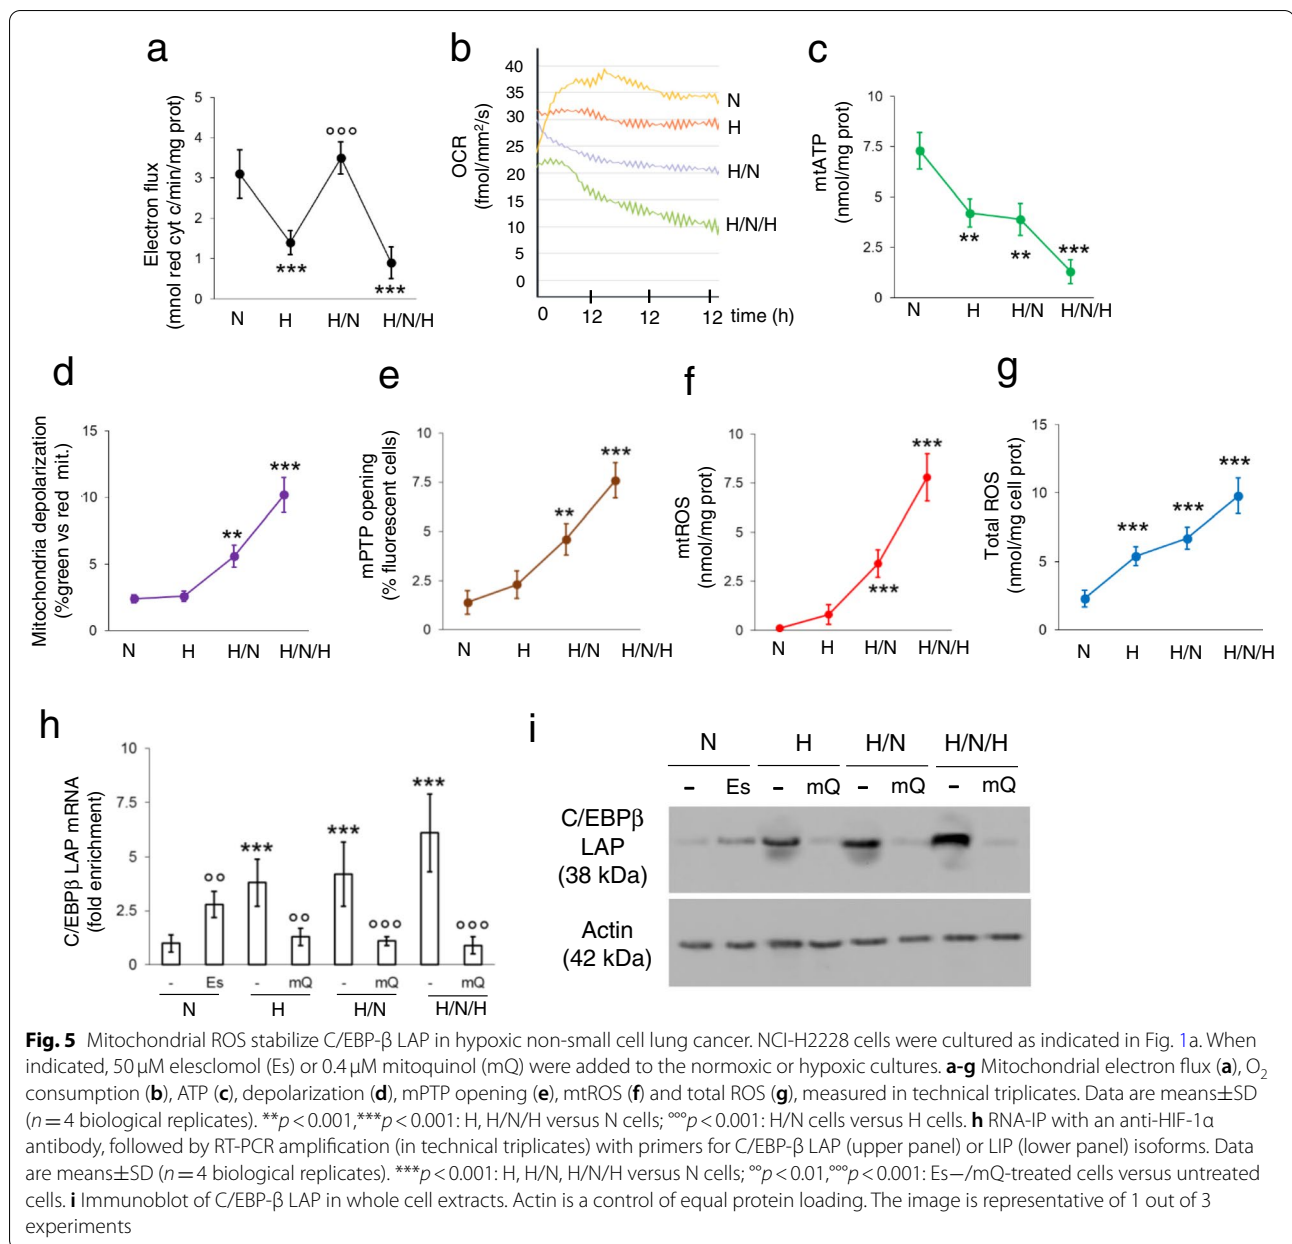 a
Electron flux
(mmol red cyt c/min/mg prot)
5
4
3
2
1
0
°°°
***
***
N H H/N H/N/H
b
OCR
(fmol/mm²/s)
40
35
30
25
20
15
10
5
0
N
H
H/N
H/N/H
0 12 12 12 time (h)
c
mtATP
(nmol/mg prot)
10
7.5
5
2.5
0
**
**
***
N H H/N H/N/H
d
Mitochondria depolarization
(%green vs red mit.)
15
10
5
0
**
***
N H H/N H/N/H
e
mPTP opening
(% fluorescent cells)
10
7.5
5
2.5
0
**
***
N H H/N H/N/H
f
mtROS
(nmol/mg prot)
10
7.5
5
2.5
0
***
***
N H H/N H/N/H
g
Total ROS
(nmol/mg cell prot)
15
10
5
0
***
***
***
N H H/N H/N/H
h
C/EBPβ LAP mRNA
(fold enrichment)
10
7.5
5
2.5
0
°°
***
°°
***
°°°
***
°°°
- Es - mQ - mQ - mQ
N H H/N H/N/H
i
N H H/N H/N/H
- Es - mQ - mQ - mQ
C/EBPβ
LAP
(38 kDa)
Actin
(42 kDa)
Fig. 5 Mitochondrial ROS stabilize C/EBP-β LAP in hypoxic non-small cell lung cancer. NCI-H2228 cells were cultured as indicated in Fig. 1a. When
indicated, 50 μM elesclomol (Es) or 0.4 μM mitoquinol (mQ) were added to the normoxic or hypoxic cultures. a-g Mitochondrial electron flux (a), O₂
consumption (b), ATP (c), depolarization (d), mPTP opening (e), mtROS (f) and total ROS (g), measured in technical triplicates. Data are means±SD
(n = 4 biological replicates). **p < 0.001,***p < 0.001: H, H/N/H versus N cells; °°°p < 0.001: H/N cells versus H cells. h RNA-IP with an anti-HIF-1α
antibody, followed by RT-PCR amplification (in technical triplicates) with primers for C/EBP-β LAP (upper panel) or LIP (lower panel) isoforms. Data
are means±SD (n = 4 biological replicates). ***p < 0.001: H, H/N, H/N/H versus N cells; °°p < 0.01,°°°p < 0.001: Es−/mQ-treated cells versus untreated
cells. i Immunoblot of C/EBP-β LAP in whole cell extracts. Actin is a control of equal protein loading. The image is representative of 1 out of 3
experiments